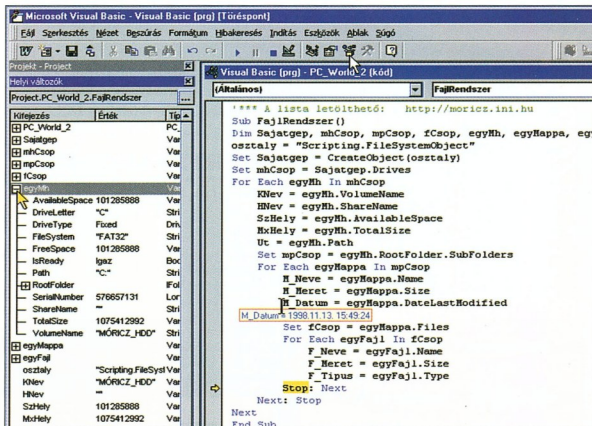 Microsoft Visual Basic - Visual Basic (prg) [Töréspont]
Fájl Szerkesztés Nézet Beszúrás Formátum Hibakeresés Indítás Eszközök Ablak Súgó
Projekt - Project
Helyi változók
Project.PC_World_2.FajlRendszer ...
Kifejezés Érték Típ
PC_World_2 PC_
Sajatgep Var
mhCsop Var
mpCsop Var
fCsop Var
egyMh Var
AvailableSpace 101285888 Var
DriveLetter "C" Stri
DriveType Fixed Driv
FileSystem "FAT32" Stri
FreeSpace 101285888 Var
IsReady Igaz Boo
Path "C:" Stri
RootFolder IFol
SerialNumber 576657131 Lon
ShareName "" Stri
TotalSize 1075412992 Var
VolumeName "MÓRICZ_HDD" Stri
egyMappa Var
egyFajl Var
osztaly "Scripting.FileSyst Var
KNev "MÓRICZ_HDD" Var
HNev "" Var
SzHely 101285888 Var
MxHely 1075412992 Var
Visual Basic (prg) - PC_World_2 (kód)
(Általános) FajlRendszer
'*** A lista letölthető: http://moricz.ini.hu
Sub FajlRendszer()
Dim Sajatgep, mhCsop, mpCsop, fCsop, egyMh, egyMappa, egy
osztaly = "Scripting.FileSystemObject"
Set Sajatgep = CreateObject(osztaly)
Set mhCsop = Sajatgep.Drives
For Each egyMh In mhCsop
KNev = egyMh.VolumeName
HNev = egyMh.ShareName
SzHely = egyMh.AvailableSpace
MxHely = egyMh.TotalSize
Ut = egyMh.Path
Set mpCsop = egyMh.RootFolder.SubFolders
For Each egyMappa In mpCsop
M_Neve = egyMappa.Name
M_Meret = egyMappa.Size
M_Datum = egyMappa.DateLastModified
M_Datum = 1998.11.13. 15:49:24
Set fCsop = egyMappa.Files
For Each egyFajl In fCsop
F_Neve = egyFajl.Name
F_Meret = egyFajl.Size
F_Tipus = egyFajl.Type
Stop: Next
Next: Stop
Next
End Sub